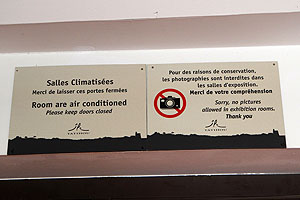 Salles Climatisées
Merci de laisser ces portes fermées
Room are air conditioned
Please keep doors closed
Pour des raisons de conservation,
les photographies sont interdites dans
les salles d'exposition.
Merci de votre compréhension
Sorry, no pictures
allowed in exhibition rooms.
Thank you